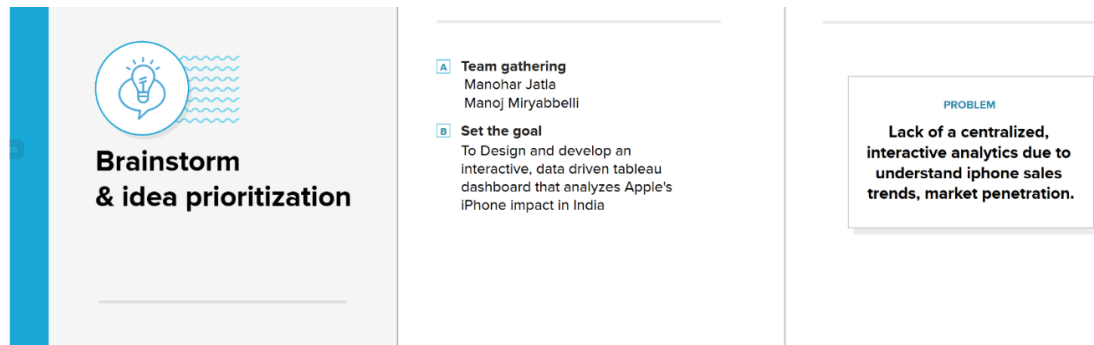 Brainstorm
& idea prioritization
A Team gathering
Manohar Jatla
Manoj Miryabbelli
B Set the goal
To Design and develop an
interactive, data driven tableau
dashboard that analyzes Apple's
iPhone impact in India
PROBLEM
Lack of a centralized,
interactive analytics due to
understand iphone sales
trends, market penetration.